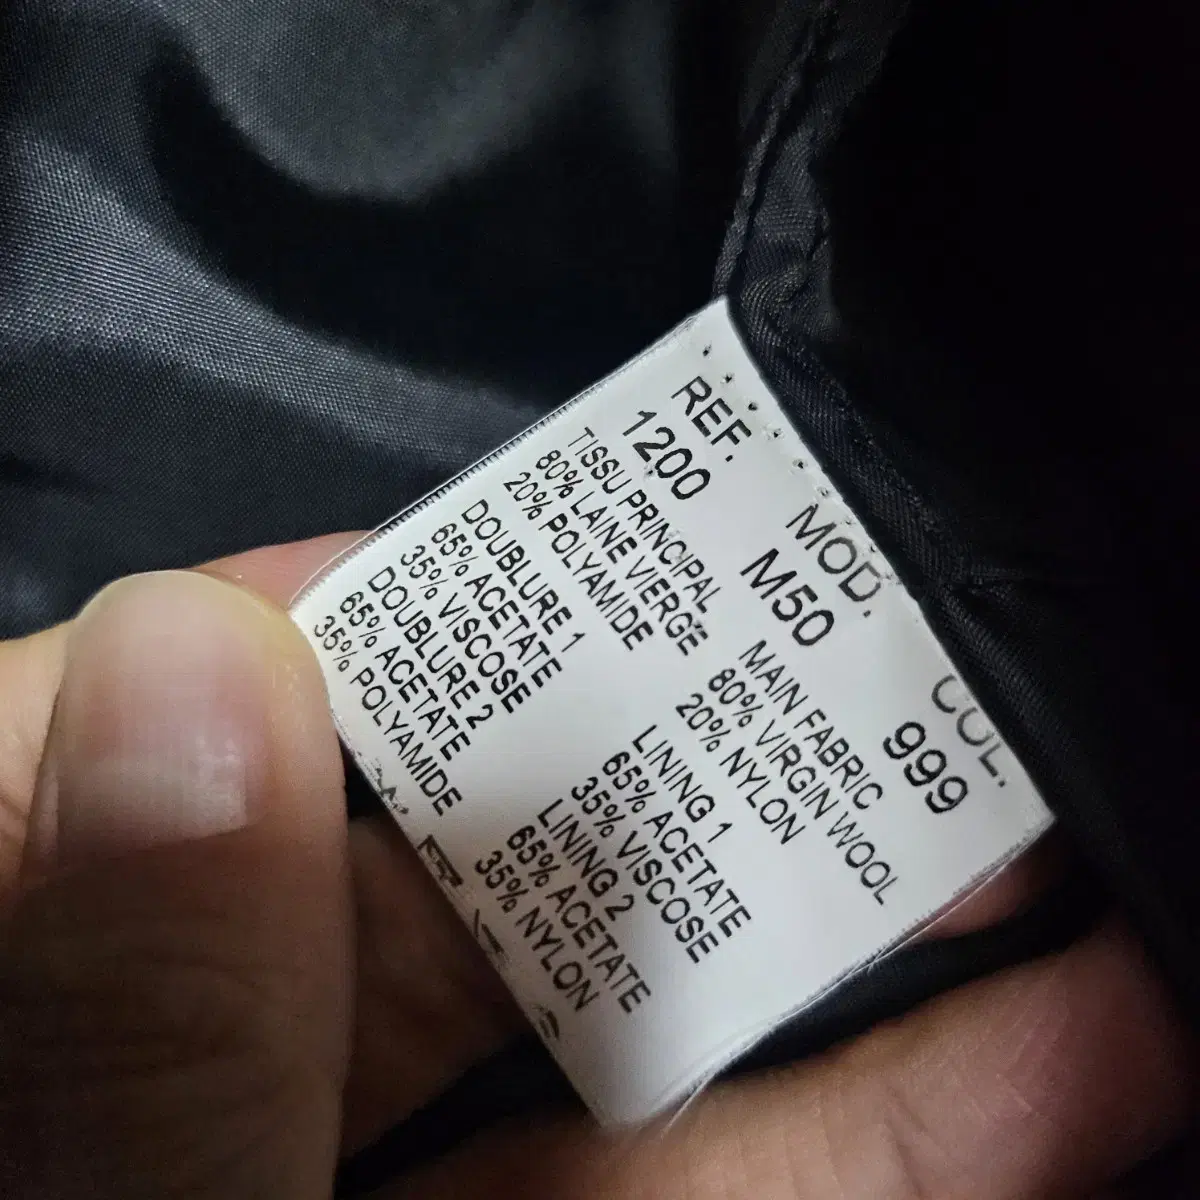 REF. MOD. COL.
1200 M50 999
TISSU PRINCIPAL
80% LAINE VIERGE
20% POLYAMIDE
DOUBLURE 1
65% ACETATE
35% VISCOSE
DOUBLURE 2
65% ACETATE
35% POLYAMIDE
MAIN FABRIC
80% VIRGIN WOOL
20% NYLON
LINING 1
65% ACETATE
35% VISCOSE
LINING 2
65% ACETATE
35% NYLON